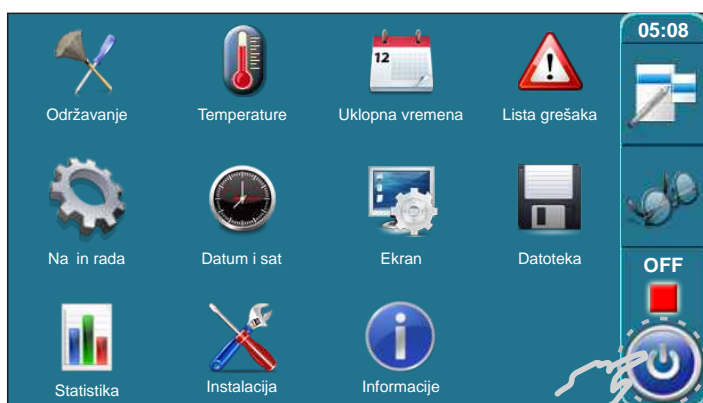 05:08
Održavanje
Temperature
12
Uklopna vremena
Lista grešaka
Na in rada
Datum i sat
Ekran
Datoteka
OFF
Statistika
Instalacija
Informacije